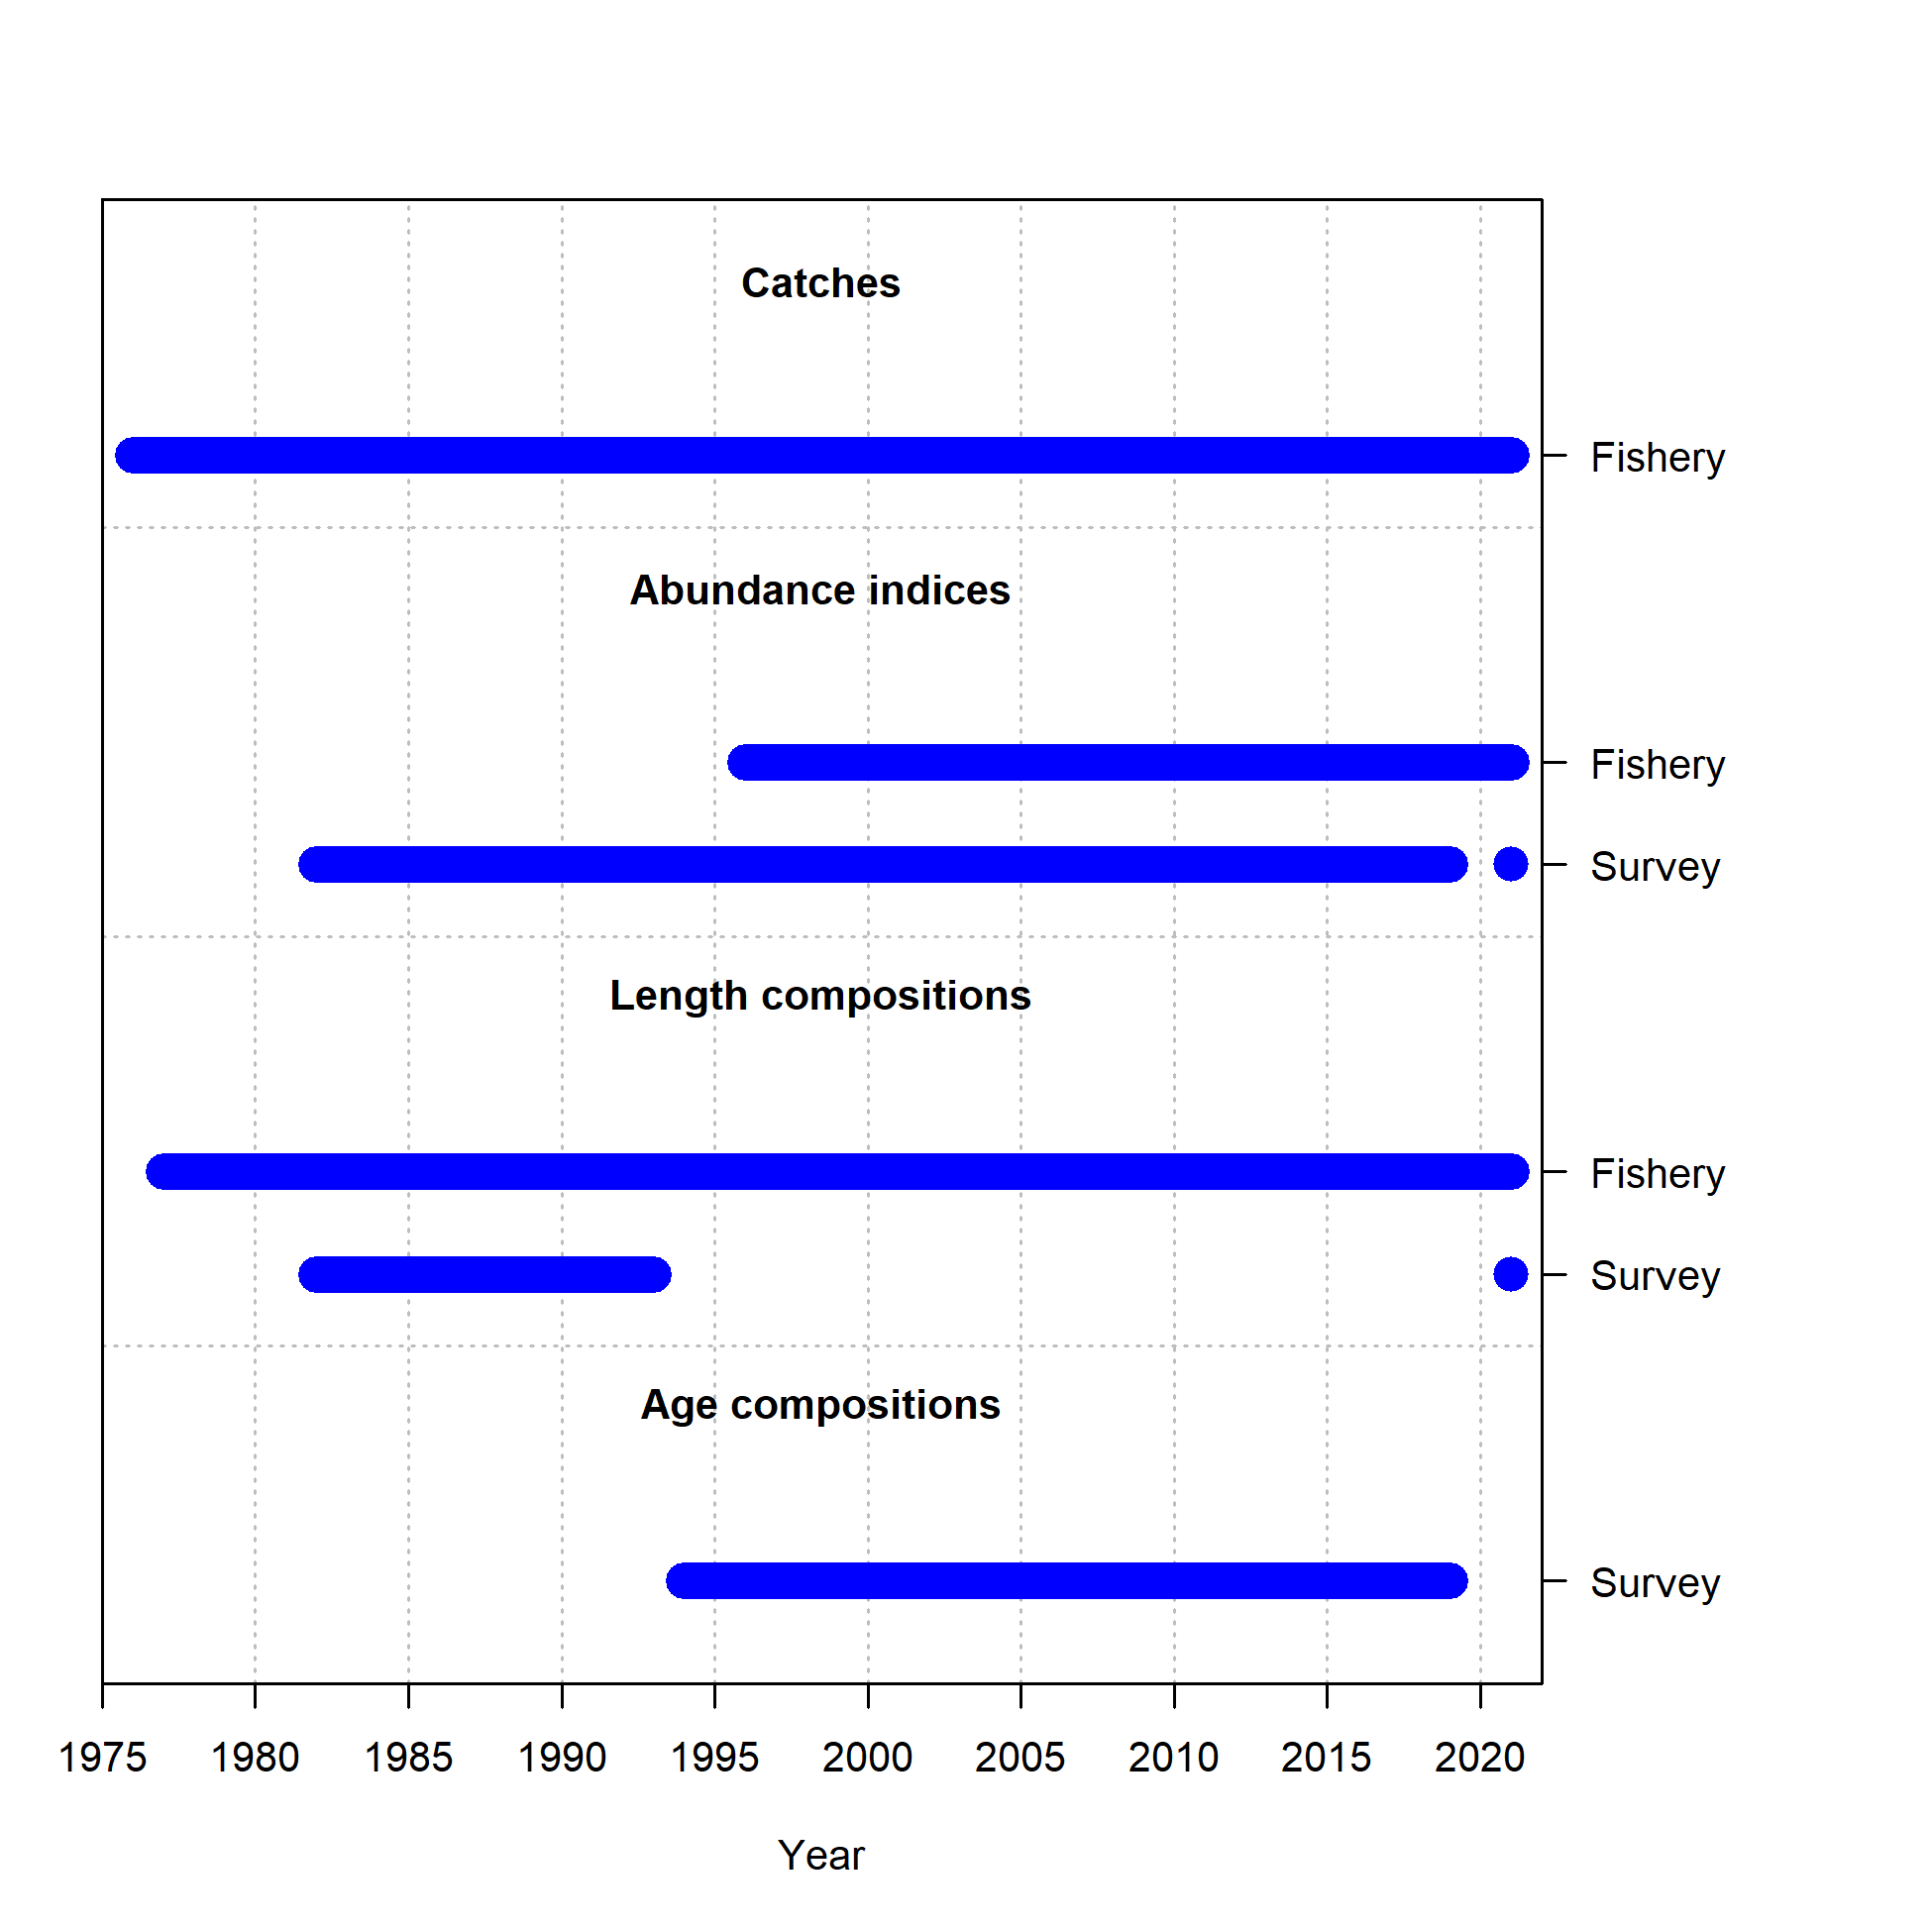 Catches
Fishery
Abundance indices
Fishery
Survey
Length compositions
Fishery
Survey
Age compositions
Survey
1975 1980 1985 1990 1995 2000 2005 2010 2015 2020
Year